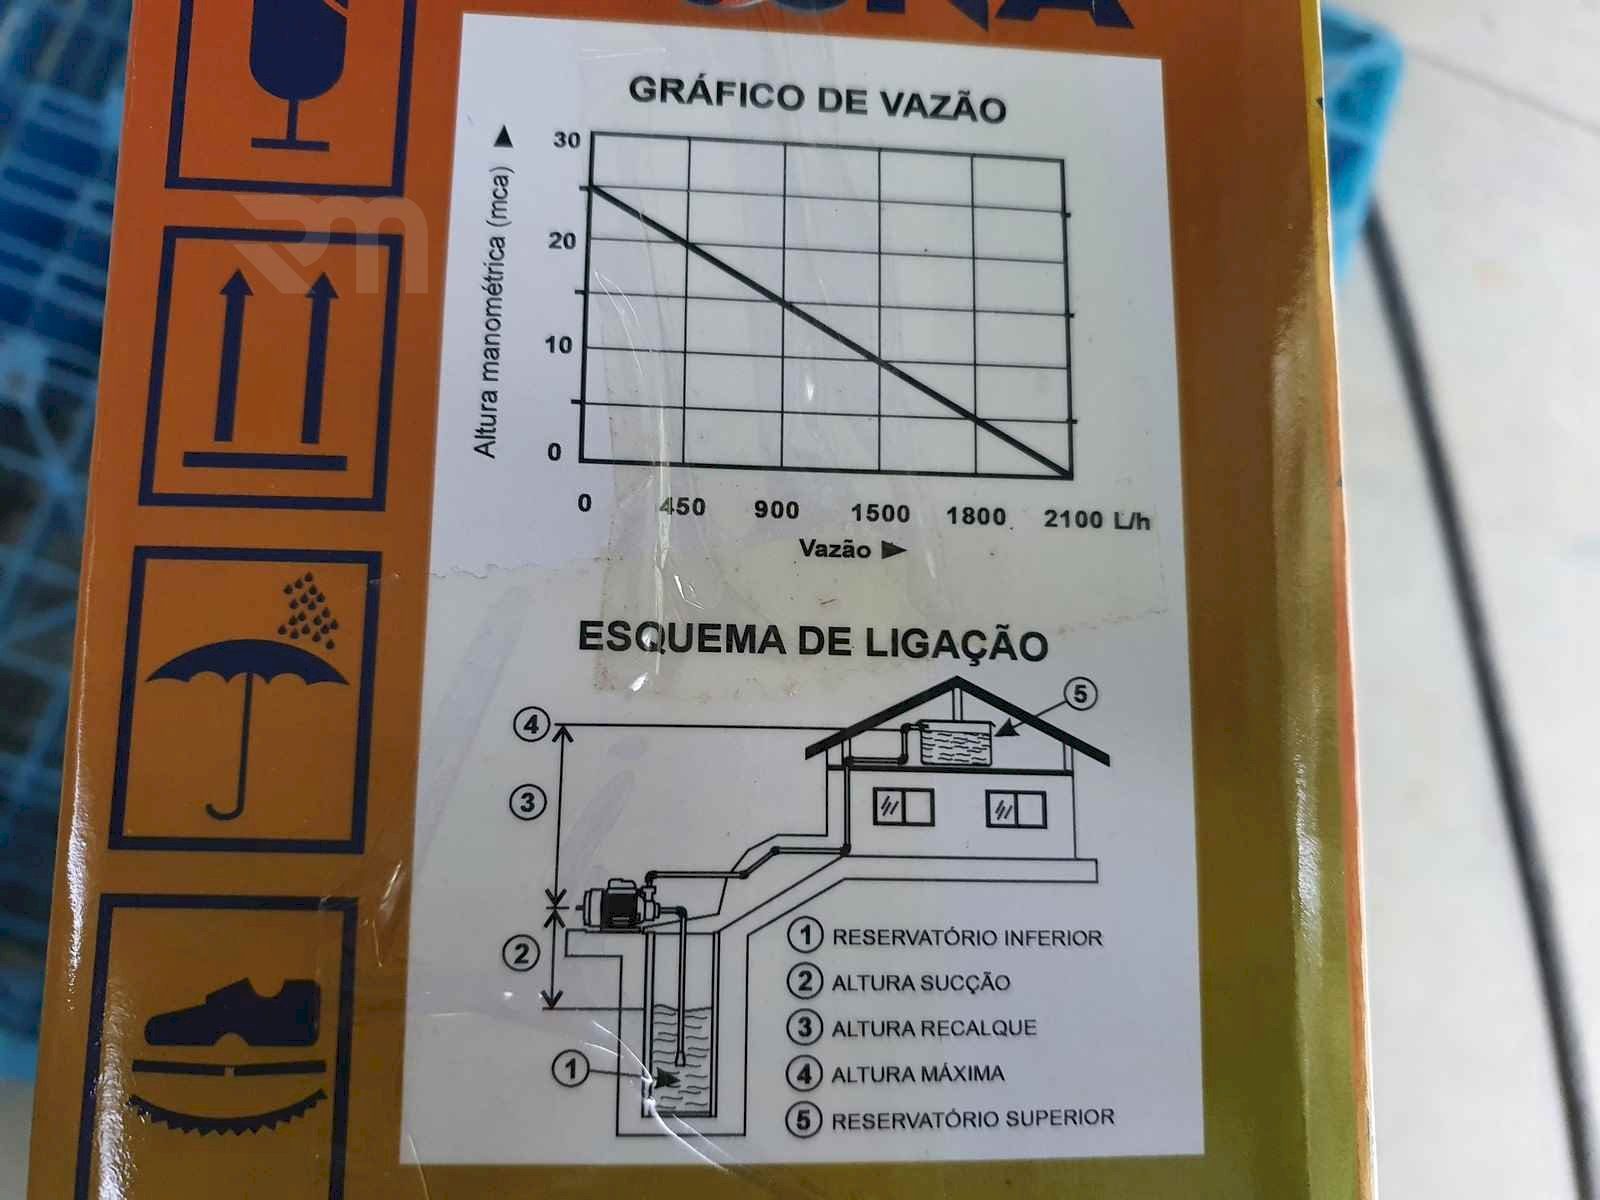 GRÁFICO DE VAZÃO
Altura manométrica (mca)
30
20
10
0
0 450 900 1500 1800 2100 L/h
Vazão
ESQUEMA DE LIGAÇÃO
5
4
3
2
1
1 RESERVATÓRIO INFERIOR
2 ALTURA SUCÇÃO
3 ALTURA RECALQUE
4 ALTURA MÁXIMA
5 RESERVATÓRIO SUPERIOR